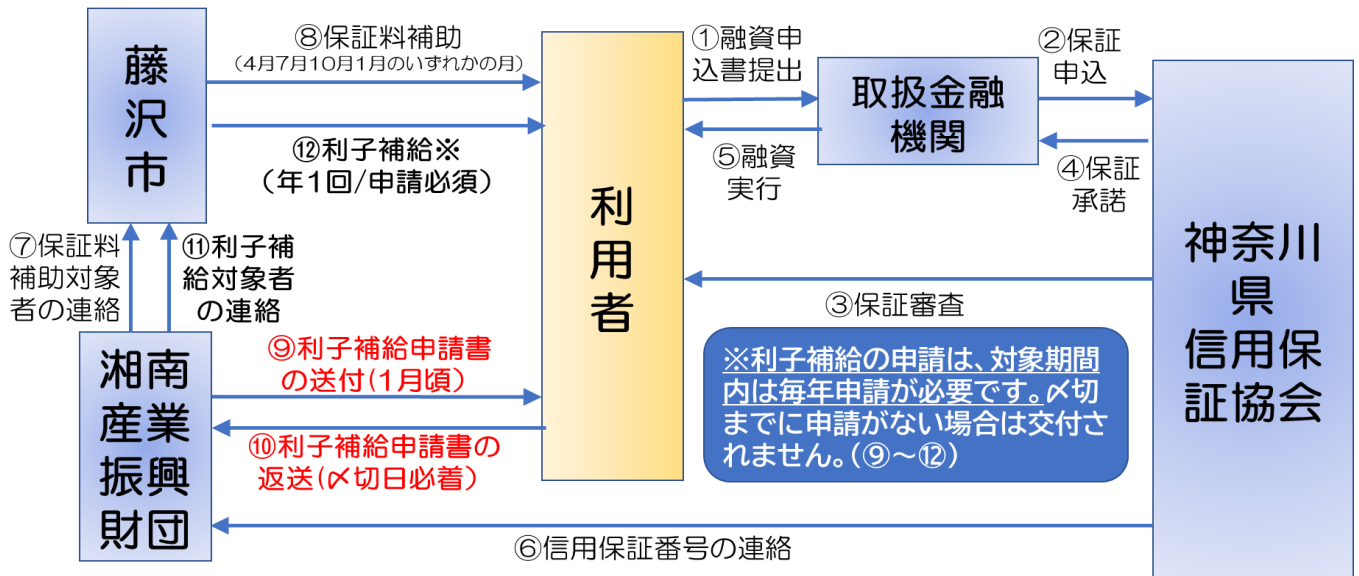 藤
沢
市
⑧保証料補助
(4月7月10月1月のいずれかの月)
⑫利子補給※
(年1回/申請必須)
利
用
者
①融資申
込書提出
⑤融資
実行
取扱金融
機関
②保証
申込
④保証
承諾
神奈川
県
信用保
証協会
⑦保証料
補助対象
者の連絡
⑪利子補
給対象者
の連絡
③保証審査
湘南
産業
振興
財団
⑨利子補給申請書
の送付(1月頃)
⑩利子補給申請書の
返送(〆切日必着)
※利子補給の申請は、対象期間
内は毎年申請が必要です。〆切
までに申請がない場合は交付さ
れません。(⑨～⑫)
⑥信用保証番号の連絡